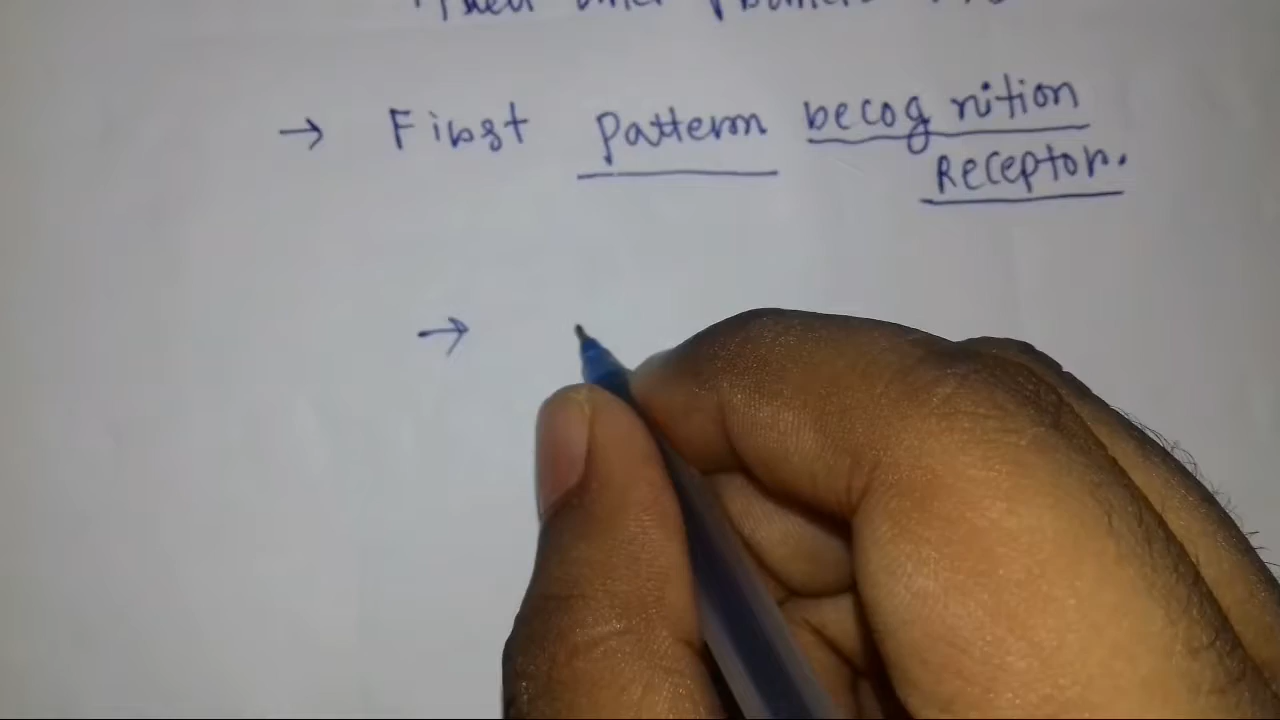 → First Pattern recognition
Receptor.
→